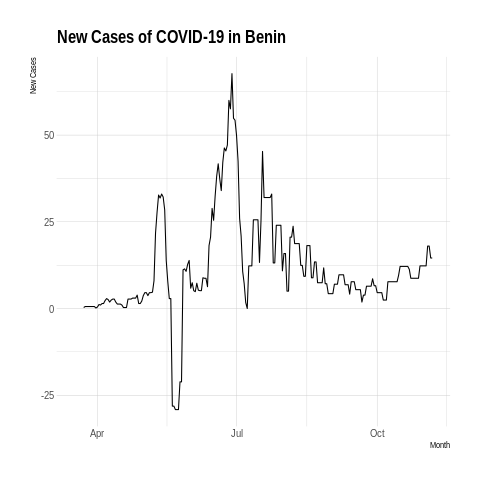 New Cases of COVID-19 in Benin
New Cases
50
25
0
-25
Apr
Jul
Oct
Month